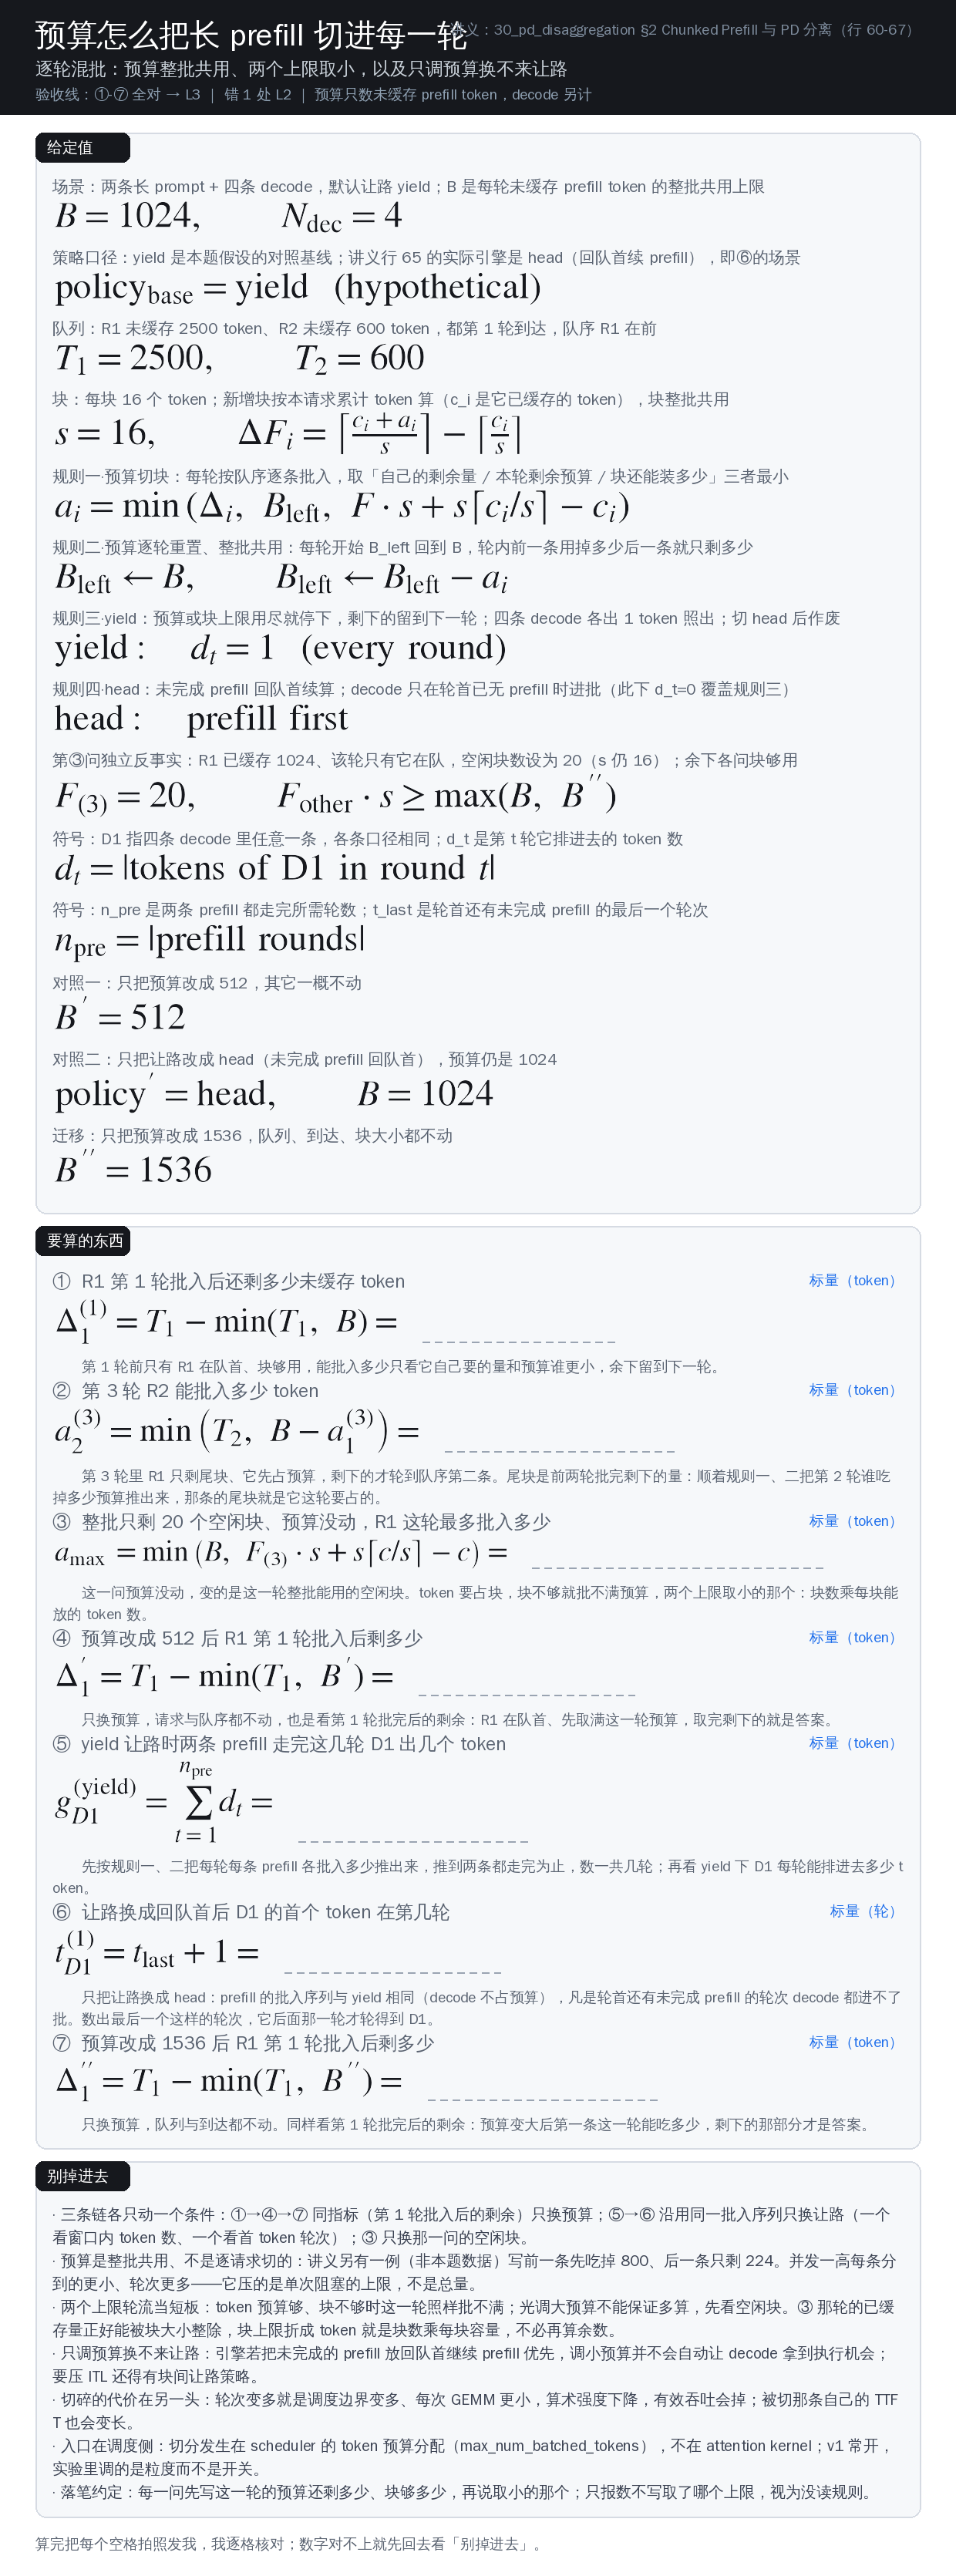 预算怎么把长 prefill 切进每一轮
讲义：30_pd_disaggregation §2 Chunked Prefill 与 PD 分离（行 60-67）
逐轮混批：预算整批共用、两个上限取小，以及只调预算换不来让路
验收线：①-⑦ 全对 → L3 ｜ 错 1 处 L2 ｜ 预算只数未缓存 prefill token，decode 另计
给定值
场景：两条长 prompt + 四条 decode，默认让路 yield；B 是每轮未缓存 prefill token 的整批共用上限
B = 1024, N_dec = 4
策略口径：yield 是本题假设的对照基线；讲义行 65 的实际引擎是 head（回队首续 prefill），即⑥的场景
policy_base = yield (hypothetical)
队列：R1 未缓存 2500 token、R2 未缓存 600 token，都第 1 轮到达，队序 R1 在前
T_1 = 2500, T_2 = 600
块：每块 16 个 token；新增块按本请求累计 token 算（c_i 是它已缓存的 token），块整批共用
s = 16, ΔF_i = ⌈(c_i + a_i)/s⌉ − ⌈c_i/s⌉
规则一·预算切块：每轮按队序逐条批入，取「自己的剩余量 / 本轮剩余预算 / 块还能装多少」三者最小
a_i = min (Δ_i, B_left, F · s + s⌈c_i/s⌉ − c_i)
规则二·预算逐轮重置、整批共用：每轮开始 B_left 回到 B，轮内前一条用掉多少后一条就只剩多少
B_left ← B, B_left ← B_left − a_i
规则三·yield：预算或块上限用尽就停下，剩下的留到下一轮；四条 decode 各出 1 token 照出；切 head 后作废
yield : d_t = 1 (every round)
规则四·head：未完成 prefill 回队首续算；decode 只在轮首已无 prefill 时进批（此下 d_t=0 覆盖规则三）
head : prefill first
第③问独立反事实：R1 已缓存 1024、该轮只有它在队，空闲块数设为 20（s 仍 16）；余下各问块够用
F_(3) = 20, F_other · s ≥ max(B, B′′)
符号：D1 指四条 decode 里任意一条，各条口径相同；d_t 是第 t 轮它排进去的 token 数
d_t = |tokens of D1 in round t|
符号：n_pre 是两条 prefill 都走完所需轮数；t_last 是轮首还有未完成 prefill 的最后一个轮次
n_pre = |prefill rounds|
对照一：只把预算改成 512，其它一概不动
B′ = 512
对照二：只把让路改成 head（未完成 prefill 回队首），预算仍是 1024
policy′ = head, B = 1024
迁移：只把预算改成 1536，队列、到达、块大小都不动
B′′ = 1536
要算的东西
① R1 第 1 轮批入后还剩多少未缓存 token 标量（token）
Δ_1^(1) = T_1 − min(T_1, B) =
第 1 轮前只有 R1 在队首、块够用，能批入多少只看它自己要的量和预算谁更小，余下留到下一轮。
② 第 3 轮 R2 能批入多少 token 标量（token）
a_2^(3) = min (T_2, B − a_1^(3)) =
第 3 轮里 R1 只剩尾块、它先占预算，剩下的才轮到队序第二条。尾块是前两轮批完剩下的量：顺着规则一、二把第 2 轮谁吃
掉多少预算推出来，那条的尾块就是它这轮要占的。
③ 整批只剩 20 个空闲块、预算没动，R1 这轮最多批入多少 标量（token）
a_max = min (B, F_(3) · s + s⌈c/s⌉ − c) =
这一问预算没动，变的是这一轮整批能用的空闲块。token 要占块，块不够就批不满预算，两个上限取小的那个：块数乘每块能
放的 token 数。
④ 预算改成 512 后 R1 第 1 轮批入后剩多少 标量（token）
Δ_1′ = T_1 − min(T_1, B′) =
只换预算，请求与队序都不动，也是看第 1 轮批完后的剩余：R1 在队首、先取满这一轮预算，取完剩下的就是答案。
⑤ yield 让路时两条 prefill 走完这几轮 D1 出几个 token 标量（token）
g_D1^(yield) = Σ_{t = 1}^{n_pre} d_t =
先按规则一、二把每轮每条 prefill 各批入多少推出来，推到两条都走完为止，数一共几轮；再看 yield 下 D1 每轮能排进去多少 t
oken。
⑥ 让路换成回队首后 D1 的首个 token 在第几轮 标量（轮）
t_D1^(1) = t_last + 1 =
只把让路换成 head：prefill 的批入序列与 yield 相同（decode 不占预算），凡是轮首还有未完成 prefill 的轮次 decode 都进不了
批。数出最后一个这样的轮次，它后面那一轮才轮得到 D1。
⑦ 预算改成 1536 后 R1 第 1 轮批入后剩多少 标量（token）
Δ_1′′ = T_1 − min(T_1, B′′) =
只换预算，队列与到达都不动。同样看第 1 轮批完后的剩余：预算变大后第一条这一轮能吃多少，剩下的那部分才是答案。
别掉进去
· 三条链各只动一个条件：①→④→⑦ 同指标（第 1 轮批入后的剩余）只换预算；⑤→⑥ 沿用同一批入序列只换让路（一个
看窗口内 token 数、一个看首 token 轮次）；③ 只换那一问的空闲块。
· 预算是整批共用、不是逐请求切的：讲义另有一例（非本题数据）写前一条先吃掉 800、后一条只剩 224。并发一高每条分
到的更小、轮次更多——它压的是单次阻塞的上限，不是总量。
· 两个上限轮流当短板：token 预算够、块不够时这一轮照样批不满；光调大预算不能保证多算，先看空闲块。③ 那轮的已缓
存量正好能被块大小整除，块上限折成 token 就是块数乘每块容量，不必再算余数。
· 只调预算换不来让路：引擎若把未完成的 prefill 放回队首继续 prefill 优先，调小预算并不会自动让 decode 拿到执行机会；
要压 ITL 还得有块间让路策略。
· 切碎的代价在另一头：轮次变多就是调度边界变多、每次 GEMM 更小，算术强度下降，有效吞吐会掉；被切那条自己的 TTF
T 也会变长。
· 入口在调度侧：切分发生在 scheduler 的 token 预算分配（max_num_batched_tokens），不在 attention kernel；v1 常开，
实验里调的是粒度而不是开关。
· 落笔约定：每一问先写这一轮的预算还剩多少、块够多少，再说取小的那个；只报数不写取了哪个上限，视为没读规则。
算完把每个空格拍照发我，我逐格核对；数字对不上就先回去看「别掉进去」。